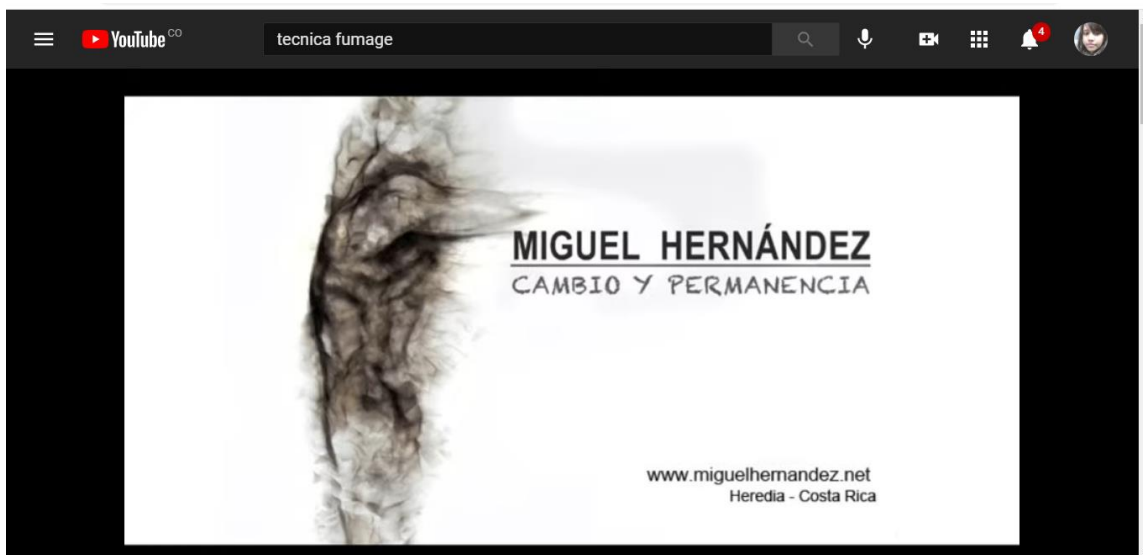 YouTube CO
tecnica fumage
4
MIGUEL HERNÁNDEZ
CAMBIO Y PERMANENCIA
www.miguelhernandez.net
Heredia - Costa Rica